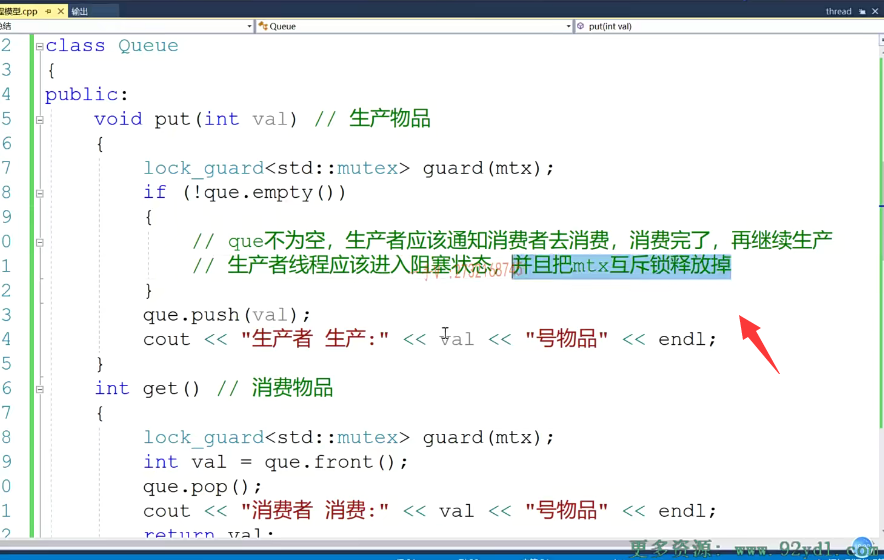 程模型.cpp 输出 thread
总结 Queue put(int val)
2 class Queue
3 {
4 public:
5 void put(int val) // 生产物品
6 {
7 lock_guard<std::mutex> guard(mtx);
8 if (!que.empty())
9 {
0 // que不为空，生产者应该通知消费者去消费，消费完了，再继续生产
1 // 生产者线程应该进入阻塞状态，并且把mtx互斥锁释放掉
2 }
3 que.push(val);
4 cout << "生产者 生产:" << val << "号物品" << endl;
5 }
6 int get() // 消费物品
7 {
8 lock_guard<std::mutex> guard(mtx);
9 int val = que.front();
0 que.pop();
1 cout << "消费者 消费:" << val << "号物品" << endl;
2 return val;
更多资源: www.92yd1.com